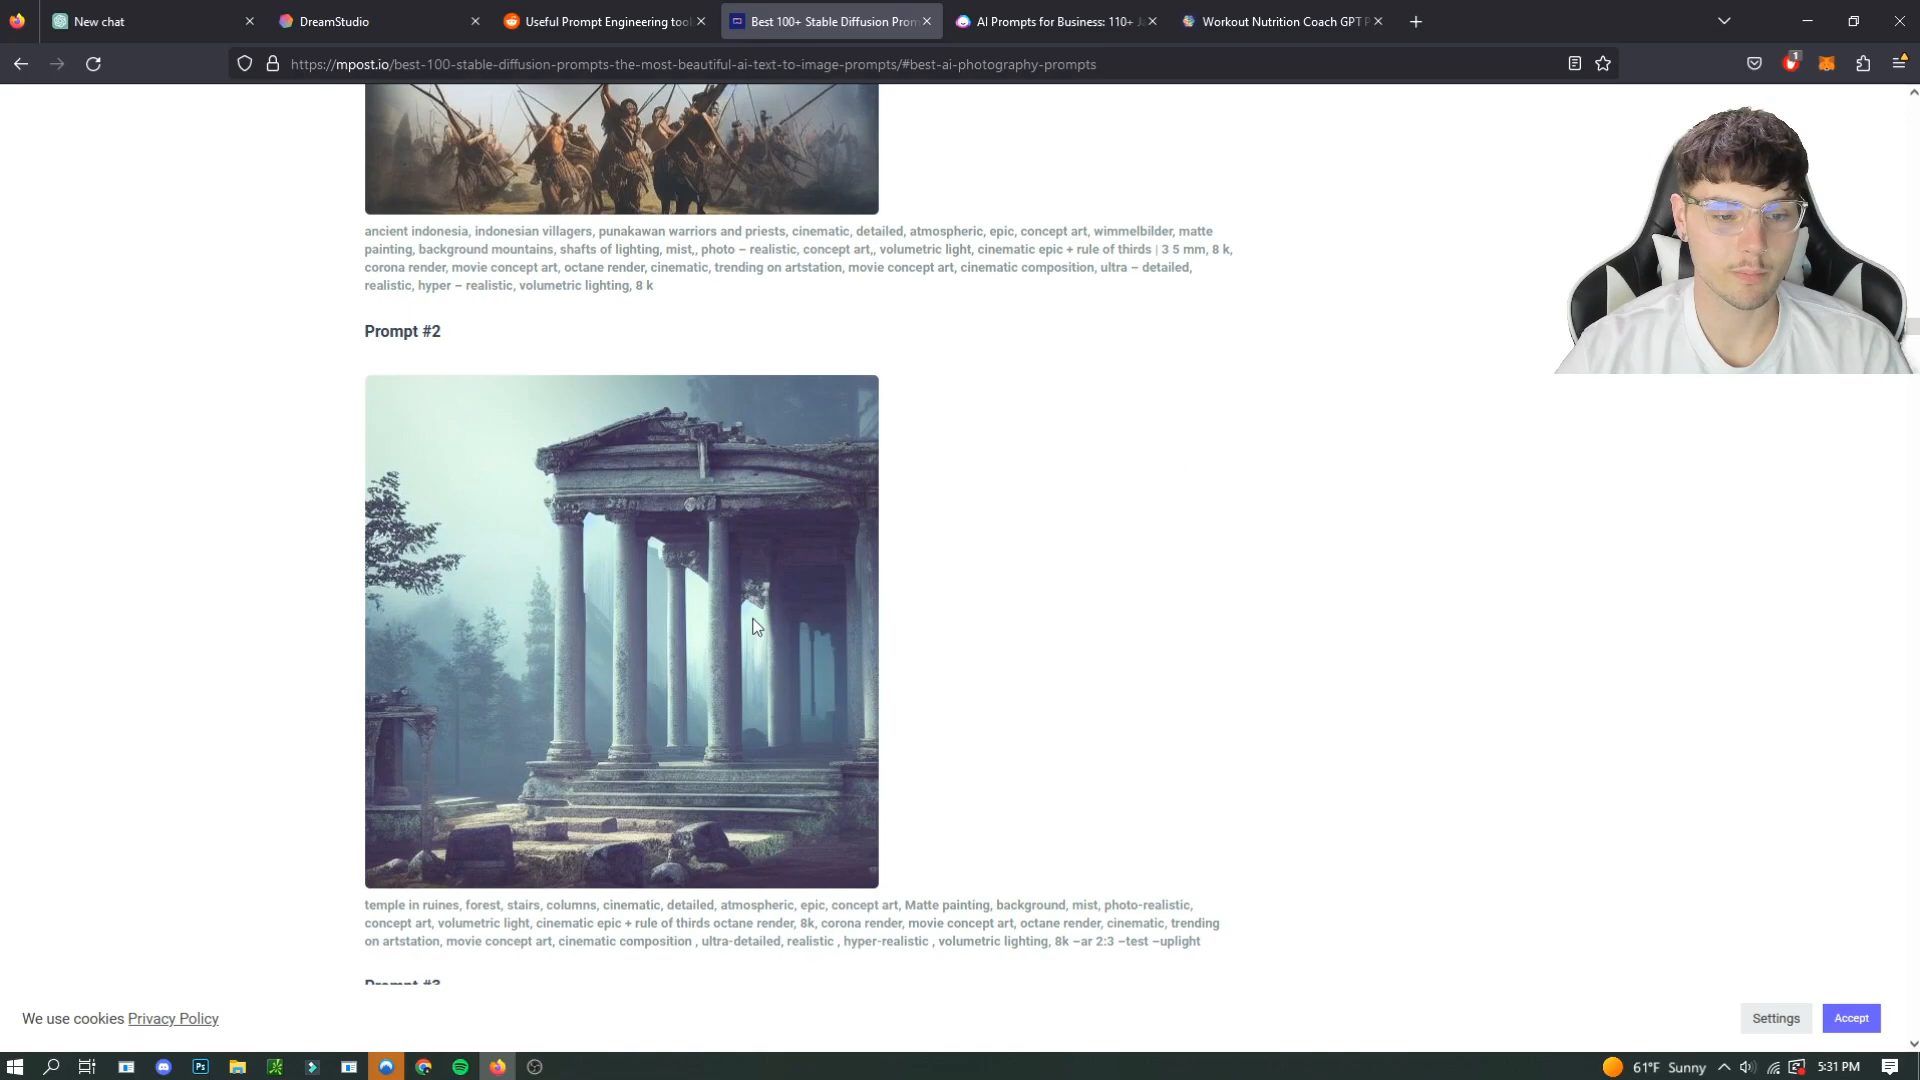 New chat
DreamStudio
Useful Prompt Engineering tool
Best 100+ Stable Diffusion Prom
AI Prompts for Business: 110+ J
Workout Nutrition Coach GPT P
https://mpost.io/best-100-stable-diffusion-prompts-the-most-beautiful-ai-text-to-image-prompts/#best-ai-photography-prompts
1
ancient indonesia, indonesian villagers, punakawan warriors and priests, cinematic, detailed, atmospheric, epic, concept art, wimmelbilder, matte
painting, background mountains, shafts of lighting, mist,, photo – realistic, concept art,, volumetric light, cinematic epic + rule of thirds | 3 5 mm, 8 k,
corona render, movie concept art, octane render, cinematic, trending on artstation, movie concept art, cinematic composition, ultra – detailed,
realistic, hyper – realistic, volumetric lighting, 8 k
Prompt #2
temple in ruines, forest, stairs, columns, cinematic, detailed, atmospheric, epic, concept art, Matte painting, background, mist, photo-realistic,
concept art, volumetric light, cinematic epic + rule of thirds octane render, 8k, corona render, movie concept art, octane render, cinematic, trending
on artstation, movie concept art, cinematic composition , ultra-detailed, realistic , hyper-realistic , volumetric lighting, 8k –ar 2:3 –test –uplight
Prompt #3
We use cookies Privacy Policy
Settings
Accept
Ps
61°F Sunny
5:31 PM